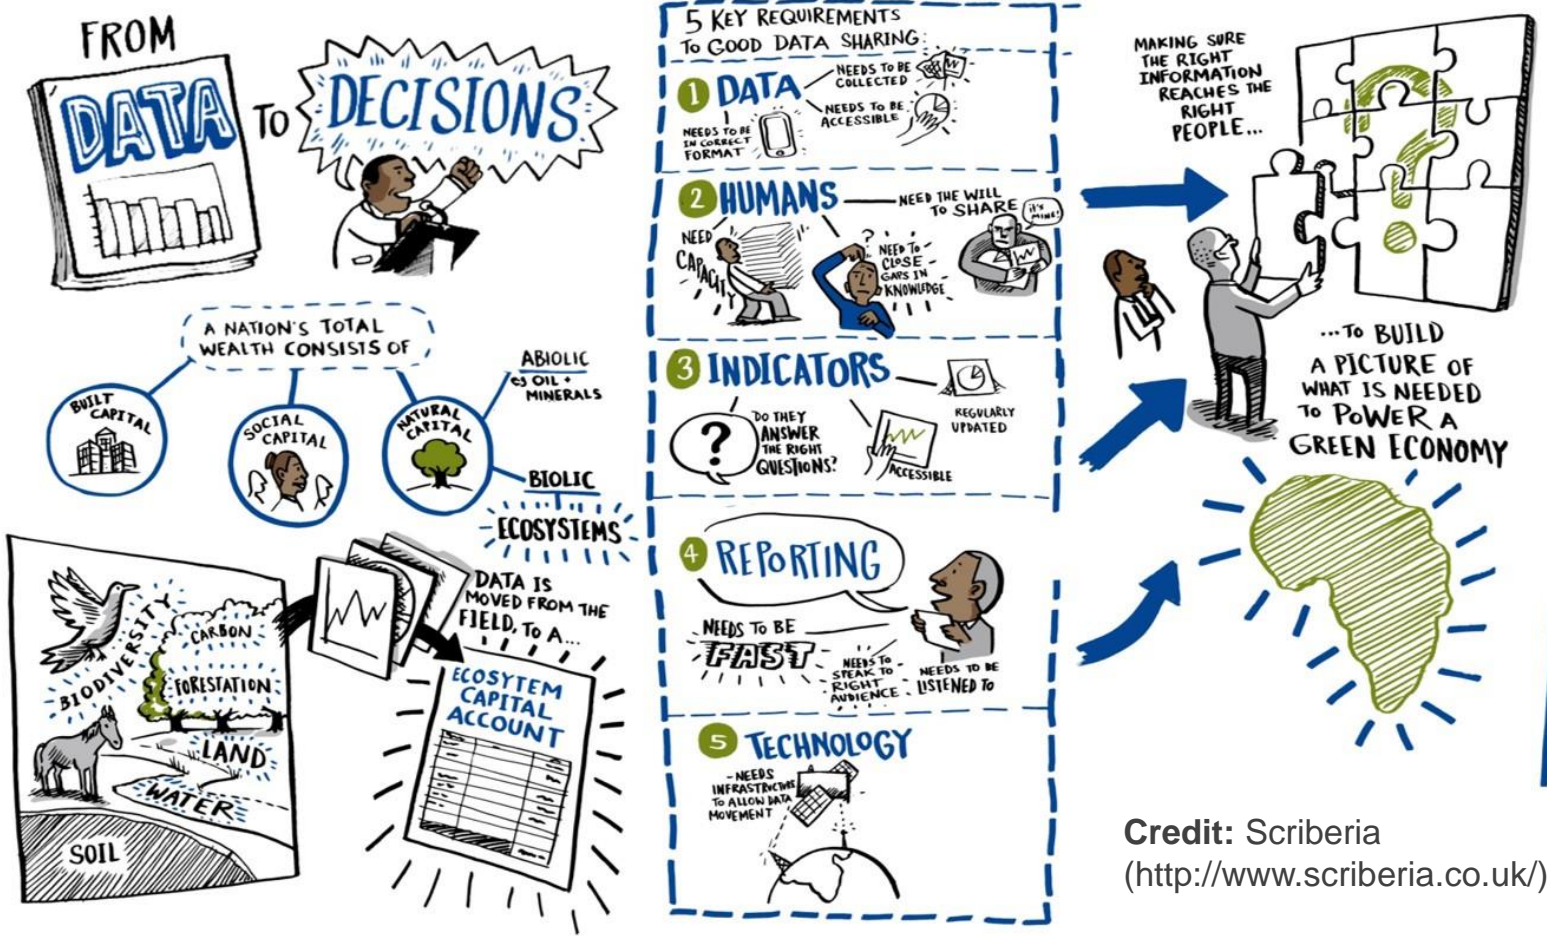 FROM
DATA
TO
DECISIONS
A NATION'S TOTAL
WEALTH CONSISTS OF
BUILT
CAPITAL
SOCIAL
CAPITAL
NATURAL
CAPITAL
ABIOLIC
eg OIL +
MINERALS
BIOLIC
ECOSYSTEMS
BIODIVERSITY
CARBON
FORESTATION
LAND
WATER
SOIL
DATA IS
MOVED FROM THE
FIELD, TO A...
ECOSYTEM
CAPITAL
ACCOUNT
5 KEY REQUIREMENTS
TO GOOD DATA SHARING:
1 DATA
NEEDS TO BE
COLLECTED
NEEDS TO BE
ACCESSIBLE
NEEDS TO BE
IN CORRECT
FORMAT
2 HUMANS
NEED THE WILL
TO SHARE
it's
MINE!
NEED
CAPACITY
?
NEED TO
CLOSE
GAPS IN
KNOWLEDGE
3 INDICATORS
?
DO THEY
ANSWER
THE RIGHT
QUESTIONS?
ACCESSIBLE
REGULARLY
UPDATED
4 REPORTING
NEEDS TO BE
FAST
NEEDS TO
SPEAK TO
RIGHT
AUDIENCE
NEEDS TO BE
LISTENED TO
5 TECHNOLOGY
- NEEDS
INFRASTRUCTURE
TO ALLOW DATA
MOVEMENT
MAKING SURE
THE RIGHT
INFORMATION
REACHES THE
RIGHT
PEOPLE...
?
...TO BUILD
A PICTURE OF
WHAT IS NEEDED
TO POWER A
GREEN ECONOMY
Credit: Scriberia
(http://www.scriberia.co.uk/)